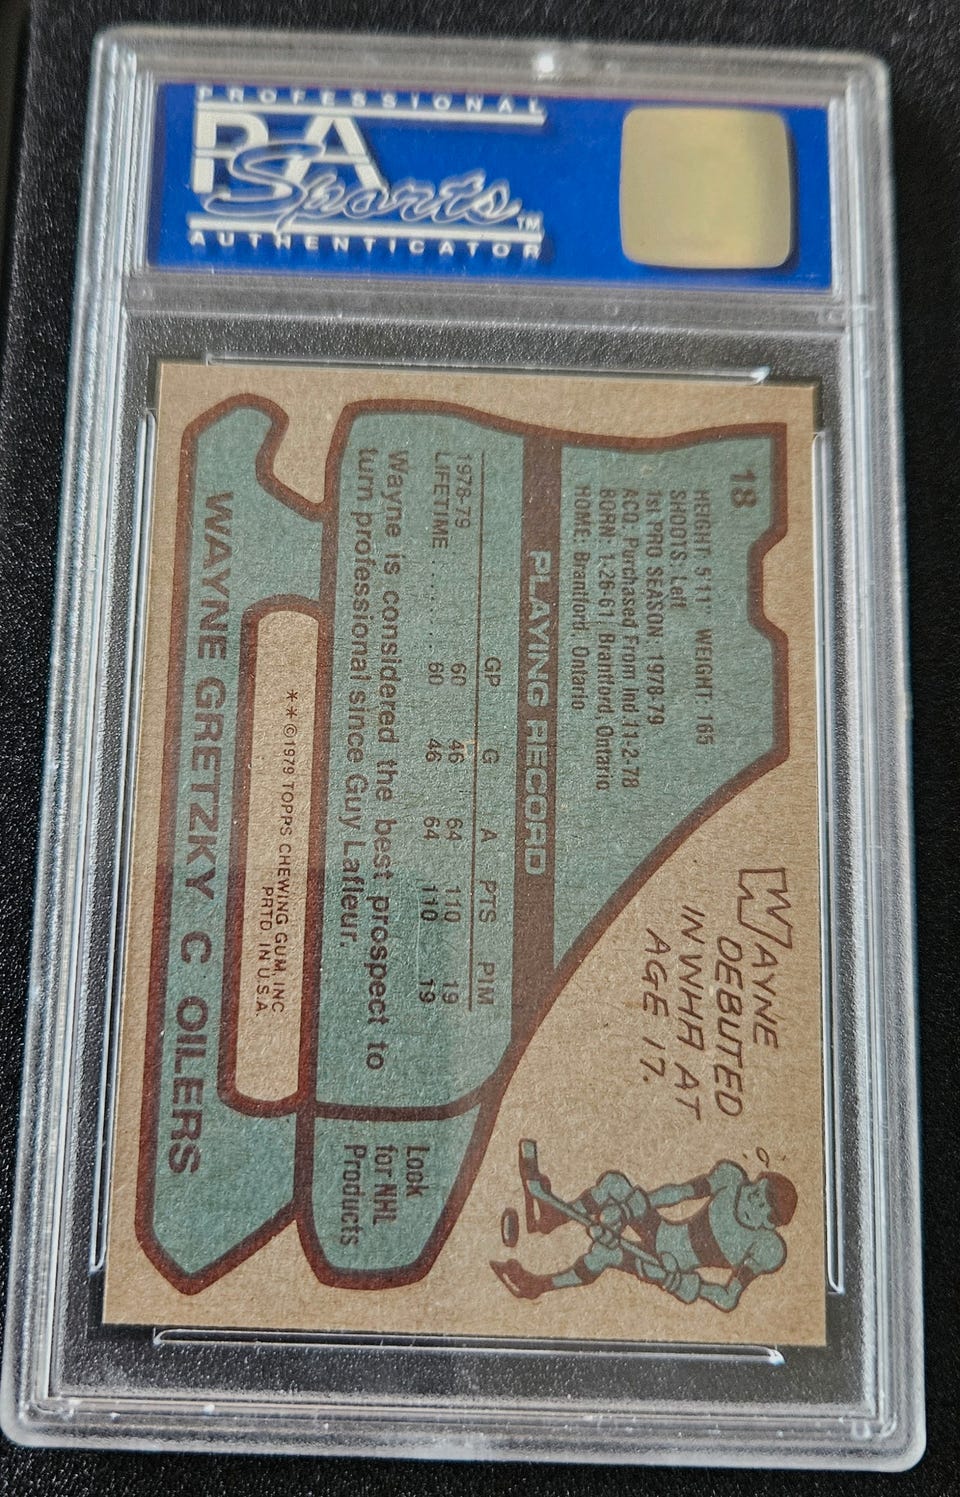 PROFESSIONAL
PSA
Sports™
AUTHENTICATOR
18
HEIGHT: 5'11" WEIGHT: 165
SHOOTS: Left
1st PRO SEASON: 1978-79
ACQ: Purchased From Ind 11-2-78
BORN: 1-26-61 Brantford, Ontario
HOME: Brantford, Ontario
WAYNE
DEBUTED
IN WHA AT
AGE 17.
PLAYING RECORD
GP G A PTS PIM
1978-79 60 46 64 110 19
LIFETIME ........ 60 46 64 110 19
Wayne is considered the best prospect to
turn professional since Guy Lafleur.
Look
for NHL
Products
**©1979 TOPPS CHEWING GUM, INC
PRTD. IN U.S.A.
WAYNE GRETZKY C OILERS